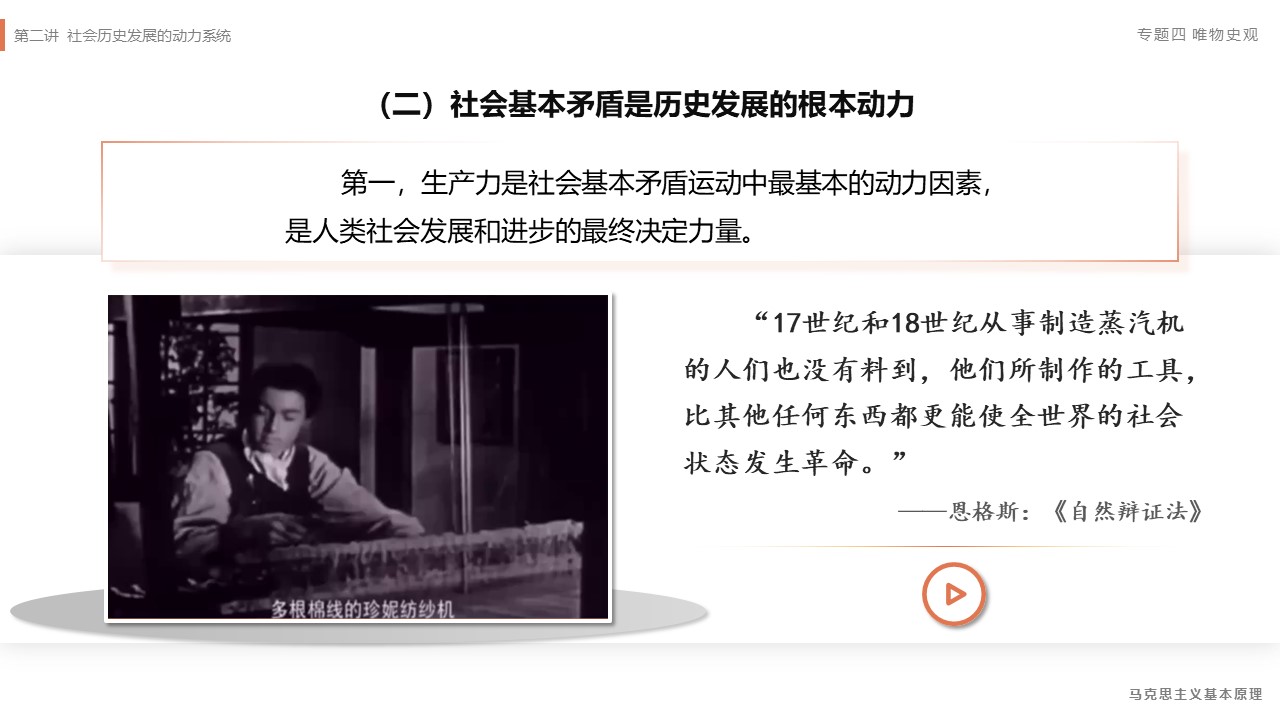 第二讲 社会历史发展的动力系统
专题四 唯物史观
（二）社会基本矛盾是历史发展的根本动力
第一，生产力是社会基本矛盾运动中最基本的动力因素，
是人类社会发展和进步的最终决定力量。
“17世纪和18世纪从事制造蒸汽机
的人们也没有料到，他们所制作的工具，
比其他任何东西都更能使全世界的社会
状态发生革命。”
——恩格斯：《自然辩证法》
多根棉线的珍妮纺纱机
马克思主义基本原理